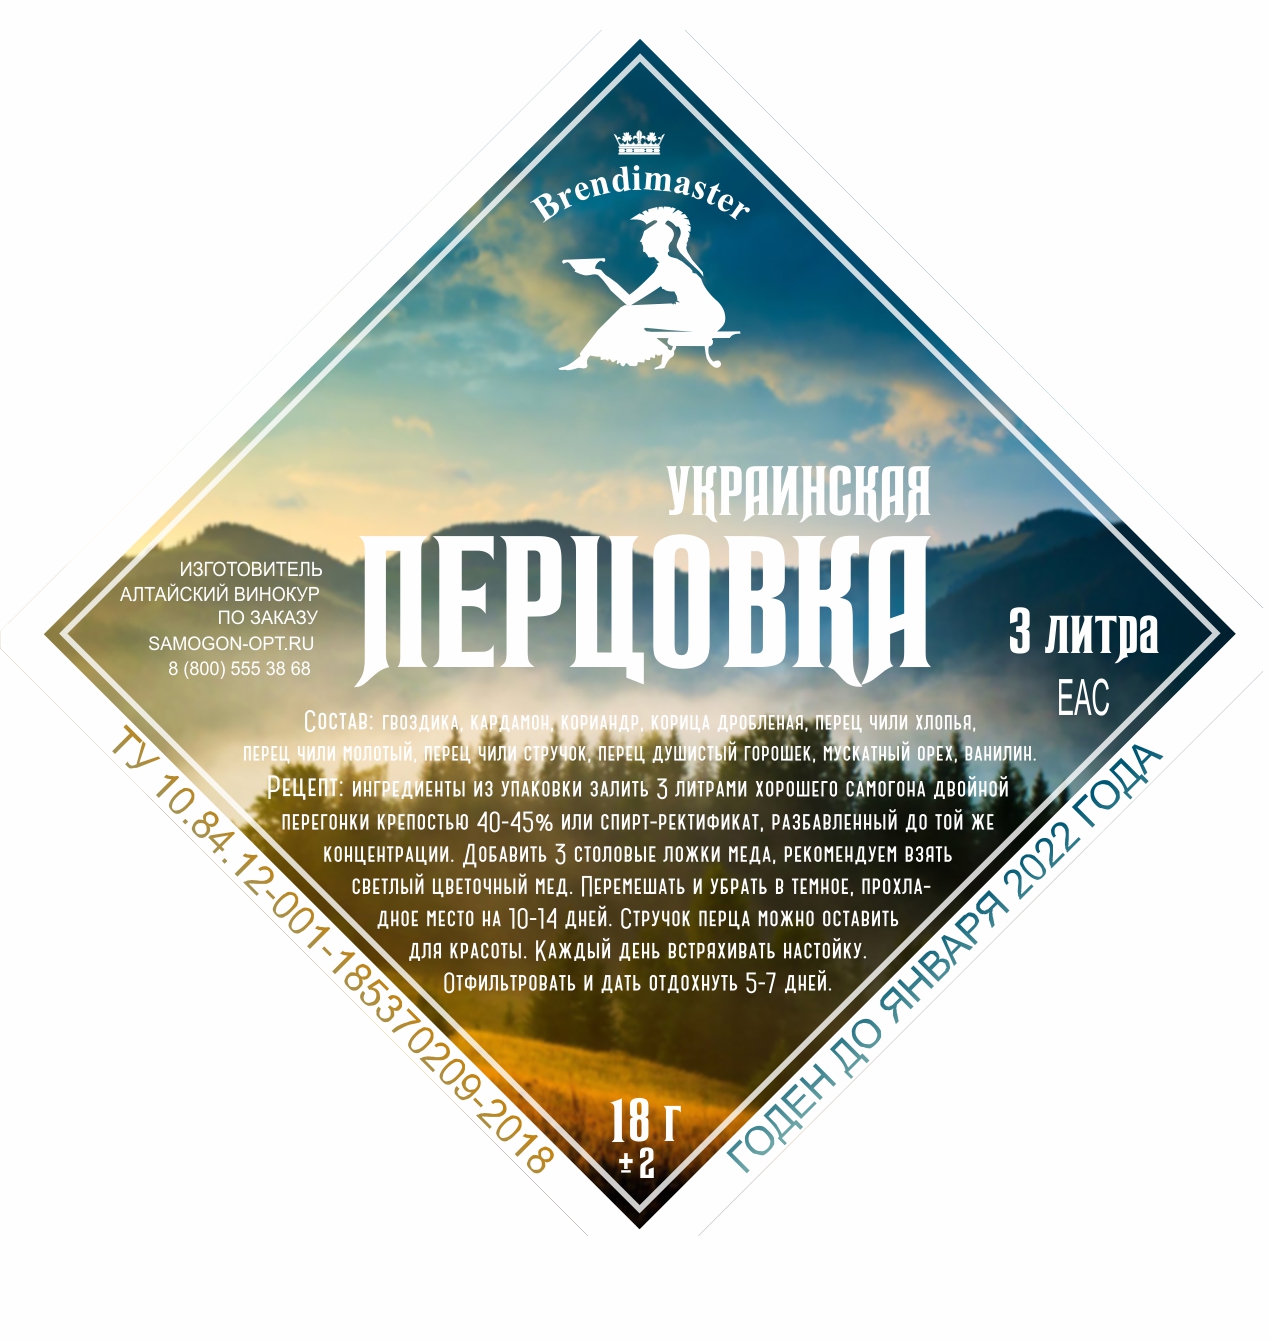 Brendimaster
УКРАИНСКАЯ
ПЕРЦОВКА
ИЗГОТОВИТЕЛЬ
АЛТАЙСКИЙ ВИНОКУР
ПО ЗАКАЗУ
SAMOGON-OPT.RU
8 (800) 555 38 68
3 литра
EAC
Состав: гвоздика, кардамон, кориандр, корица дробленая, перец чили хлопья,
перец чили молотый, перец чили стручок, перец душистый горошек, мускатный орех, ванилин.
Рецепт: ингредиенты из упаковки залить 3 литрами хорошего самогона двойной
перегонки крепостью 40-45% или спирт-ректификат, разбавленный до той же
концентрации. Добавить 3 столовые ложки меда, рекомендуем взять
светлый цветочный мед. Перемешать и убрать в темное, прохла-
дное место на 10-14 дней. Стручок перца можно оставить
для красоты. Каждый день встряхивать настойку.
Отфильтровать и дать отдохнуть 5-7 дней.
18 г
±2
ТУ 10.84.12-001-185370209-2018
ГОДЕН ДО ЯНВАРЯ 2022 ГОДА